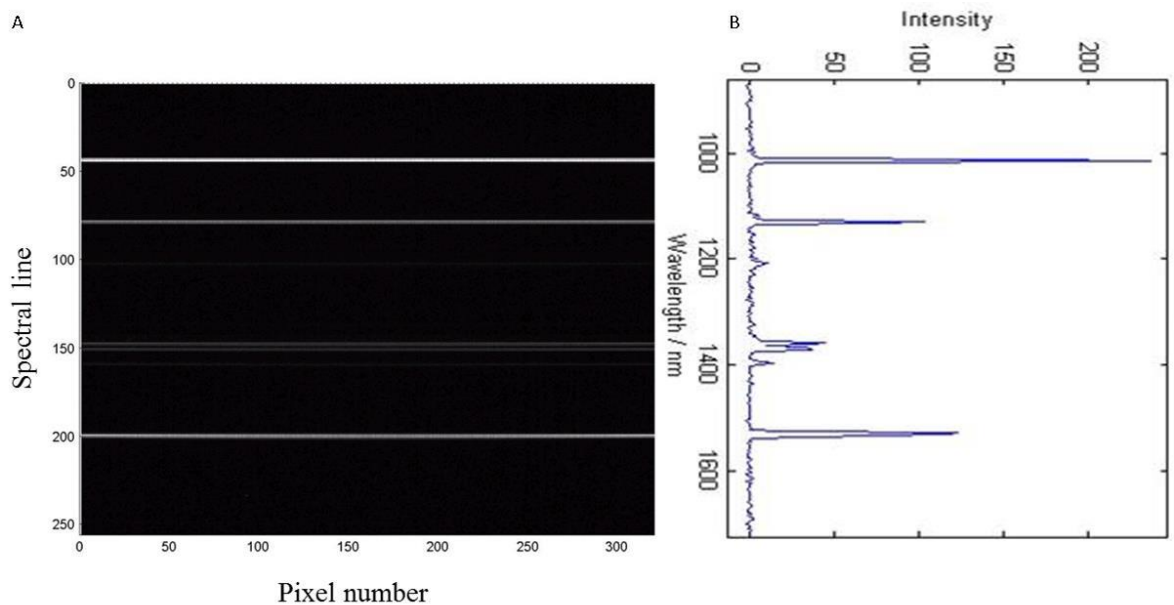 A
0
50
100
150
200
250
Spectral line
0 50 100 150 200 250 300
Pixel number
B
Intensity
0 50 100 150 200
1000
1200
1400
1600
Wavelength / nm